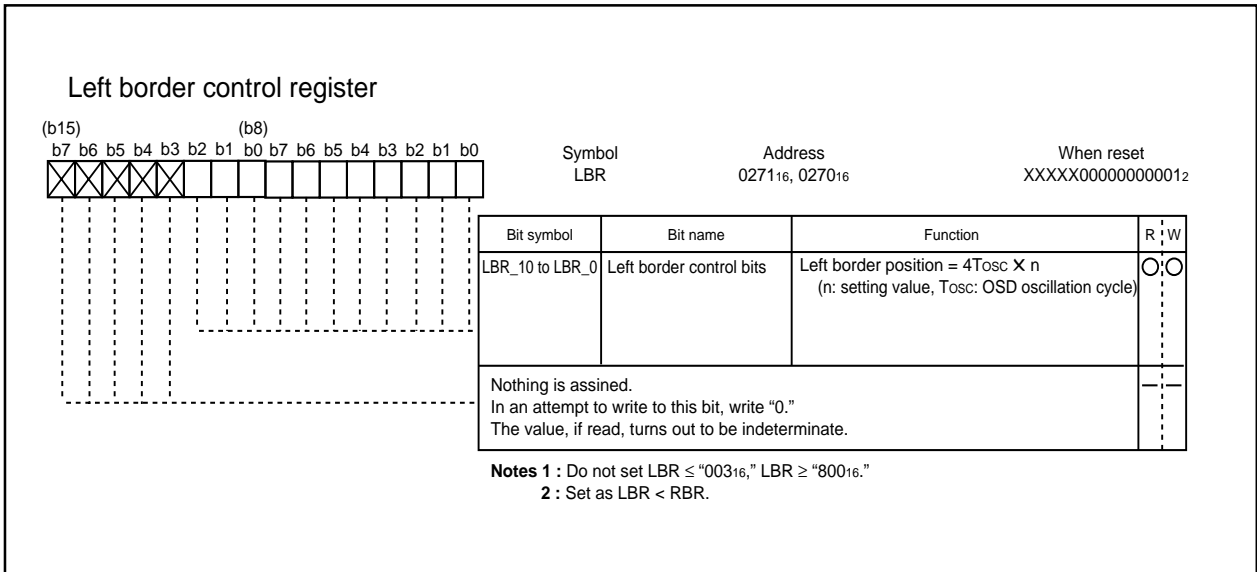 Left border control register
(b15) (b8)
b7 b6 b5 b4 b3 b2 b1 b0 b7 b6 b5 b4 b3 b2 b1 b0
Symbol Address When reset
LBR 027116, 027016 XXXXX000000000012
Bit symbol Bit name Function R W
LBR_10 to LBR_0 Left border control bits Left border position = 4TOSC X n
(n: setting value, TOSC: OSD oscillation cycle)
Nothing is assined.
In an attempt to write to this bit, write “0.”
The value, if read, turns out to be indeterminate.
Notes 1 : Do not set LBR ≤ “00316,” LBR ≥ “80016.”
2 : Set as LBR < RBR.